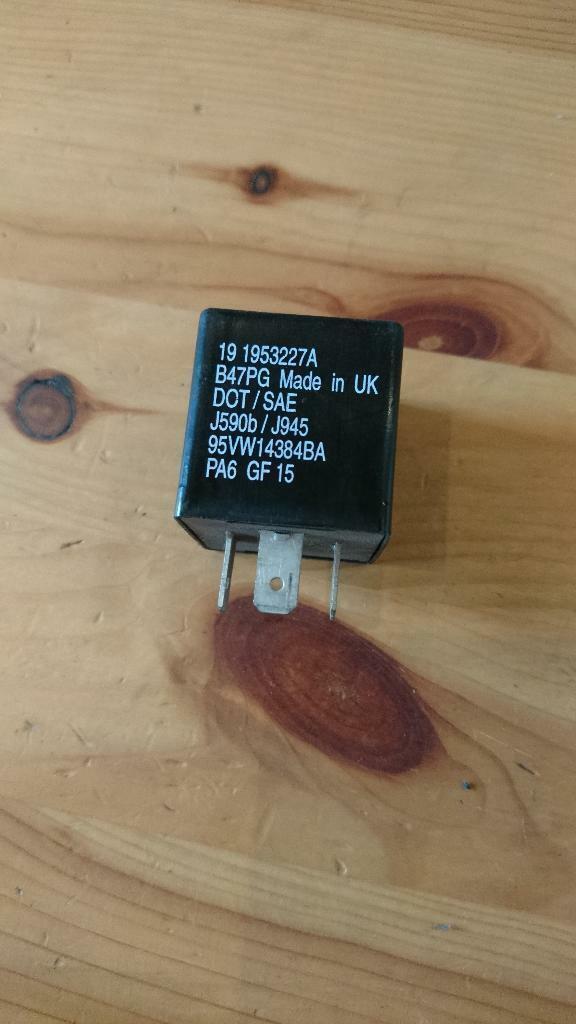 19 1953227A
B47PG Made in UK
DOT / SAE
J590b / J945
95VW14384BA
PA6 GF 15